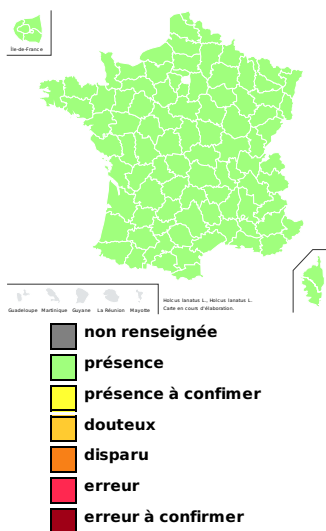 Île-de-France
Guadeloupe Martinique Guyane La Réunion Mayotte
Holcus lanatus L., Holcus lanatus L.
Carte en cours d'élaboration.
non renseignée
présence
présence à confimer
douteux
disparu
erreur
erreur à confirmer